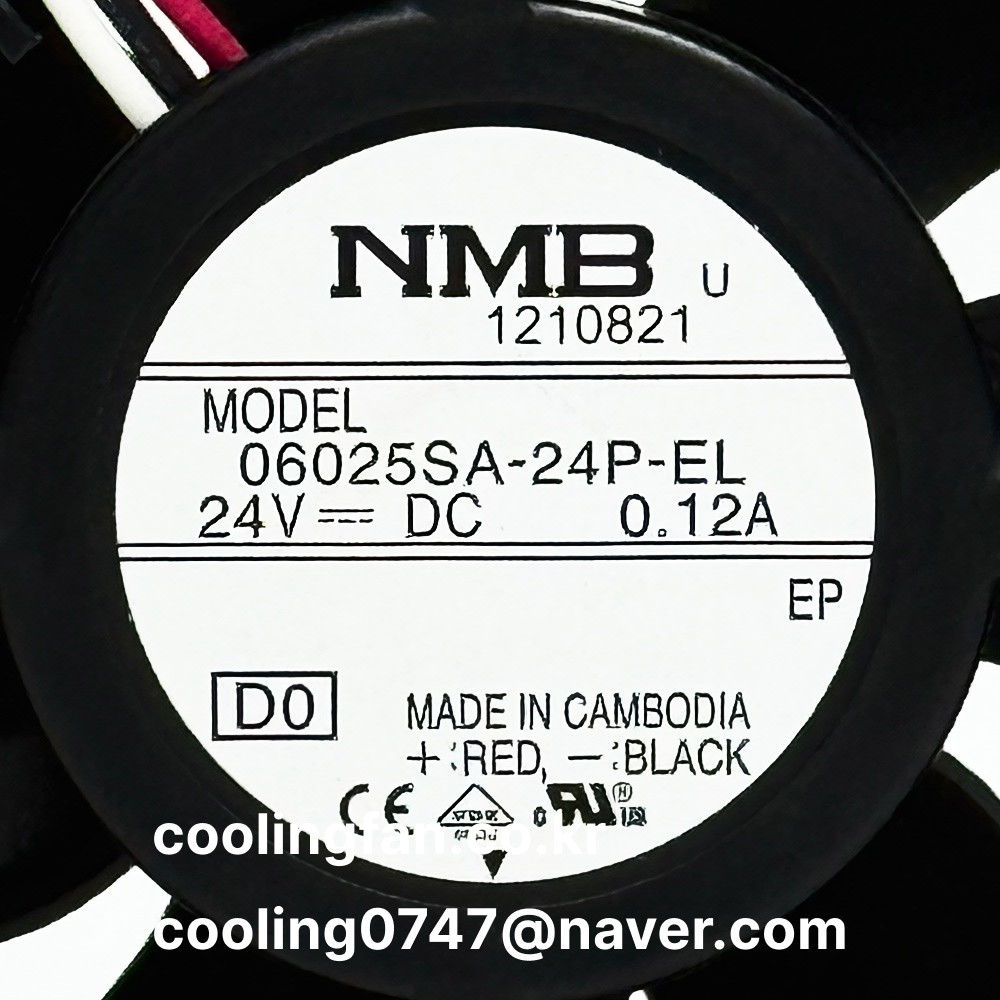 NMB U
1210821
MODEL
06025SA-24P-EL
24V DC 0.12A
EP
D0
MADE IN CAMBODIA
+:RED, -:BLACK
CE
coolingfan.co.kr
cooling0747@naver.com